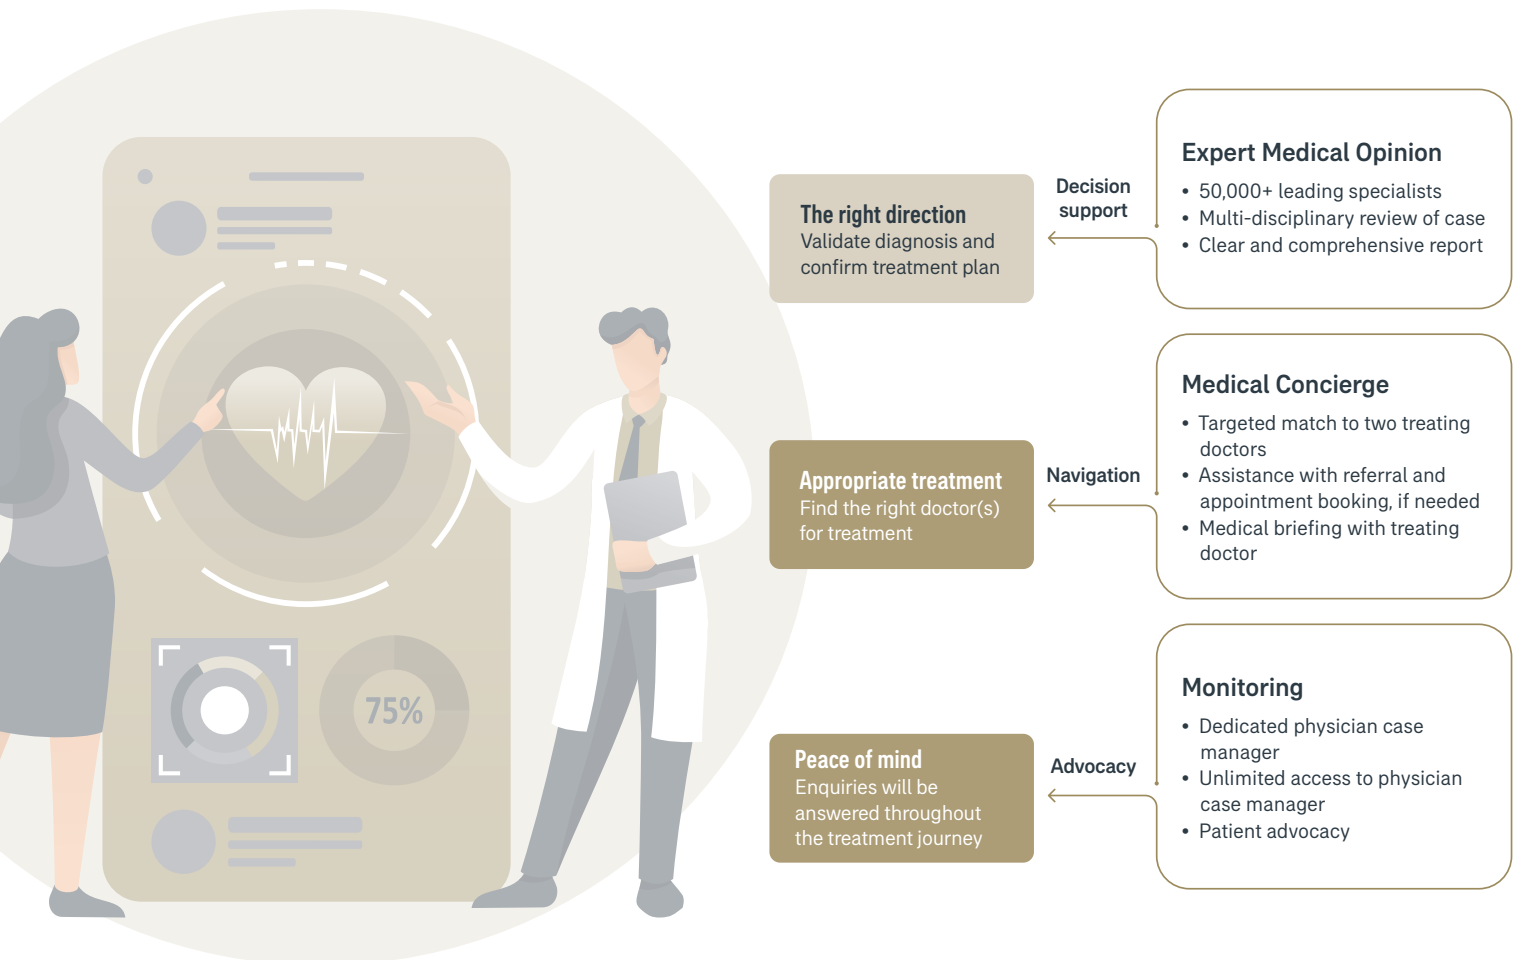 The right direction
Validate diagnosis and
confirm treatment plan
Decision
support
Expert Medical Opinion
• 50,000+ leading specialists
• Multi-disciplinary review of case
• Clear and comprehensive report
Appropriate treatment
Find the right doctor(s)
for treatment
Navigation
Medical Concierge
• Targeted match to two treating
doctors
• Assistance with referral and
appointment booking, if needed
• Medical briefing with treating
doctor
75%
Peace of mind
Enquiries will be
answered throughout
the treatment journey
Advocacy
Monitoring
• Dedicated physician case
manager
• Unlimited access to physician
case manager
• Patient advocacy